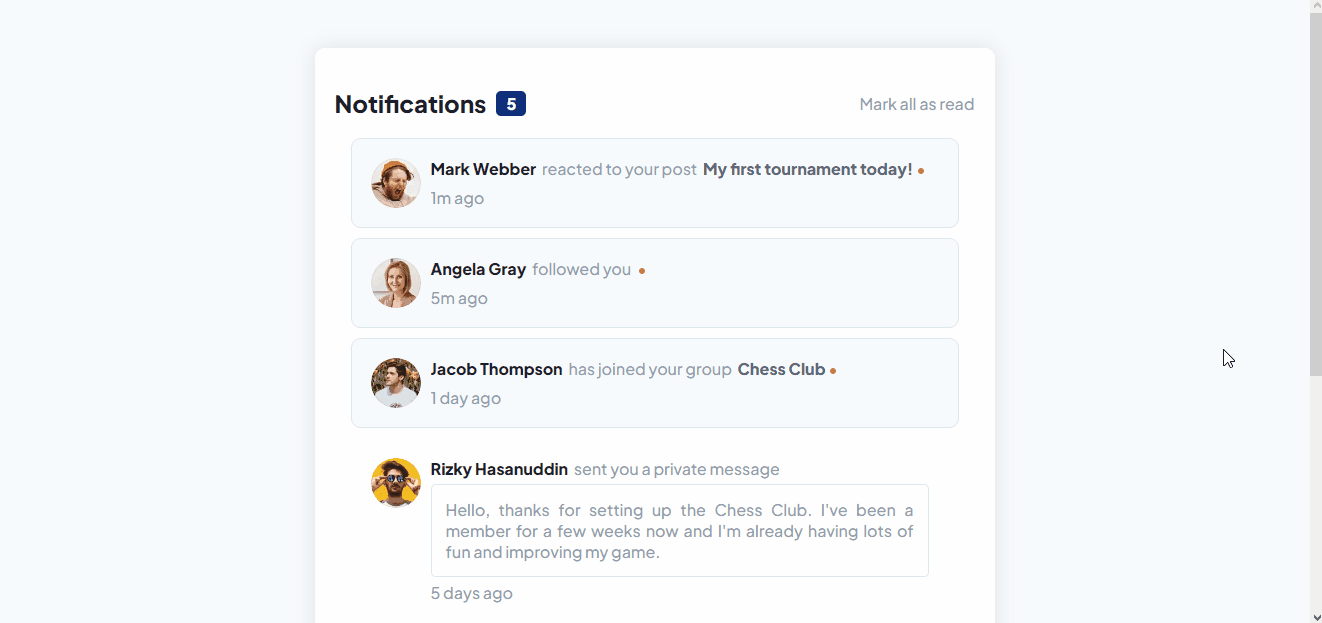 Notifications 5 Mark all as read
Mark Webber reacted to your post My first tournament today!
1m ago
Angela Gray followed you
5m ago
Jacob Thompson has joined your group Chess Club
1 day ago
Rizky Hasanuddin sent you a private message
Hello, thanks for setting up the Chess Club. I've been a
member for a few weeks now and I'm already having lots of
fun and improving my game.
5 days ago